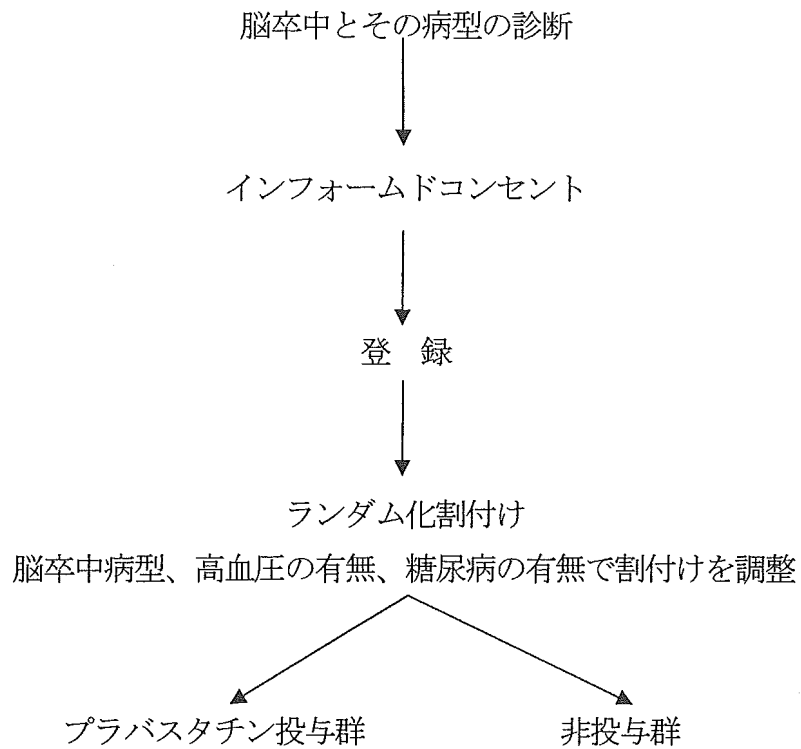 脳卒中とその病型の診断
インフォームドコンセント
登　録
ランダム化割付け
脳卒中病型、高血圧の有無、糖尿病の有無で割付けを調整
プラバスタチン投与群　非投与群